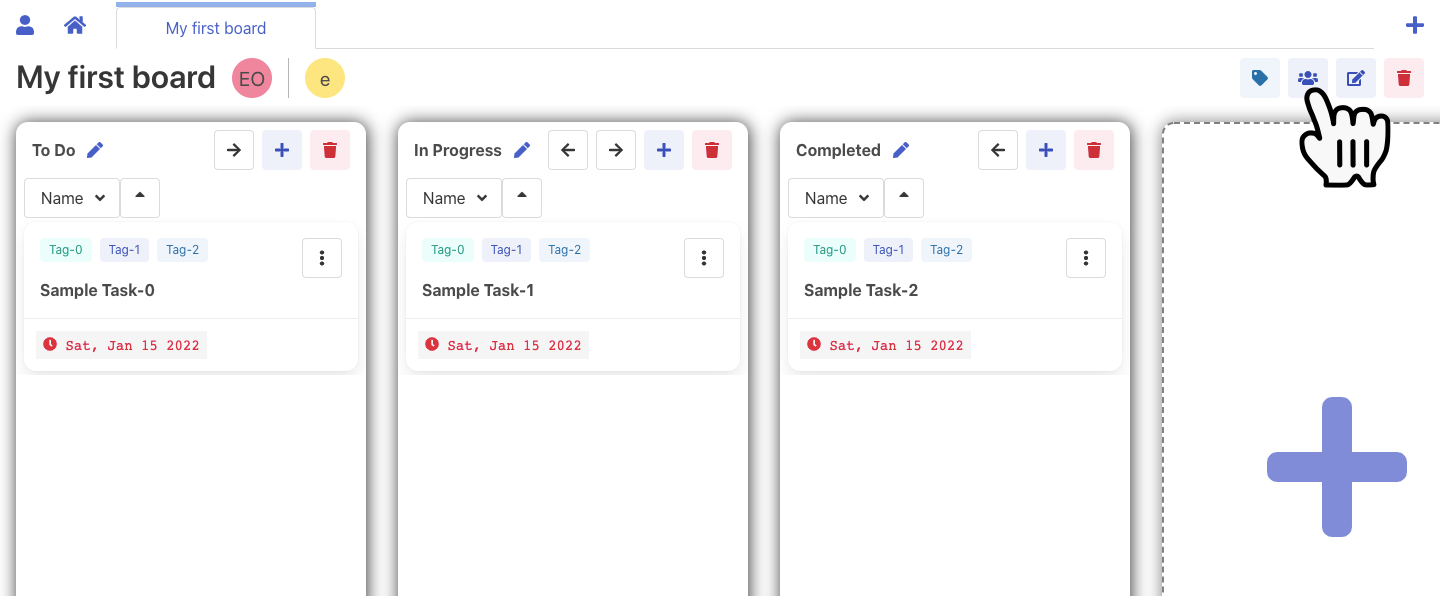 My first board
My first board EO e
To Do
Name
Tag-0 Tag-1 Tag-2
Sample Task-0
Sat, Jan 15 2022
In Progress
Name
Tag-0 Tag-1 Tag-2
Sample Task-1
Sat, Jan 15 2022
Completed
Name
Tag-0 Tag-1 Tag-2
Sample Task-2
Sat, Jan 15 2022